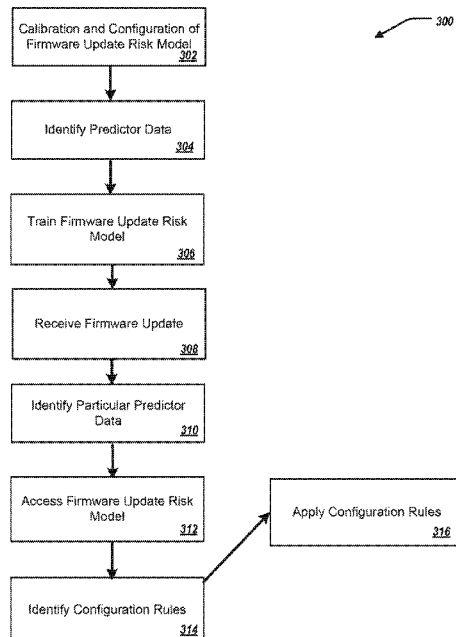 Calibration and Configuration of
Firmware Update Risk Model
302
300
Identify Predictor Data
304
Train Firmware Update Risk
Model
306
Receive Firmware Update
308
Identify Particular Predictor
Data
310
Access Firmware Update Risk
Model
312
Apply Configuration Rules
316
Identify Configuration Rules
314